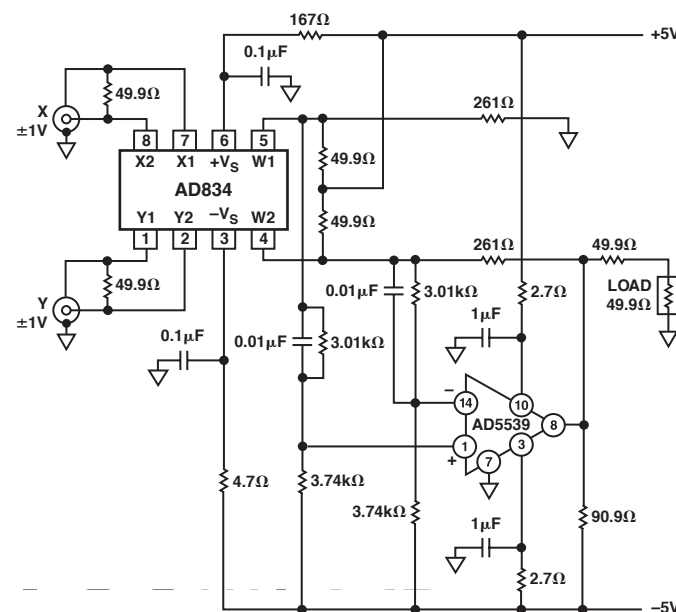 167Ω
+5V
0.1μF
49.9Ω
X
±1V
261Ω
8 7 6 5
X2 X1 +VS W1
49.9Ω
AD834
Y1 Y2 −VS W2
49.9Ω
1 2 3 4
261Ω
49.9Ω
49.9Ω
Y
±1V
0.01μF
3.01kΩ
2.7Ω
LOAD
49.9Ω
0.1μF
0.01μF
3.01kΩ
1μF
−
14
10
AD5539
8
1
3
+
7
4.7Ω
3.74kΩ
3.74kΩ
1μF
90.9Ω
2.7Ω
−5V